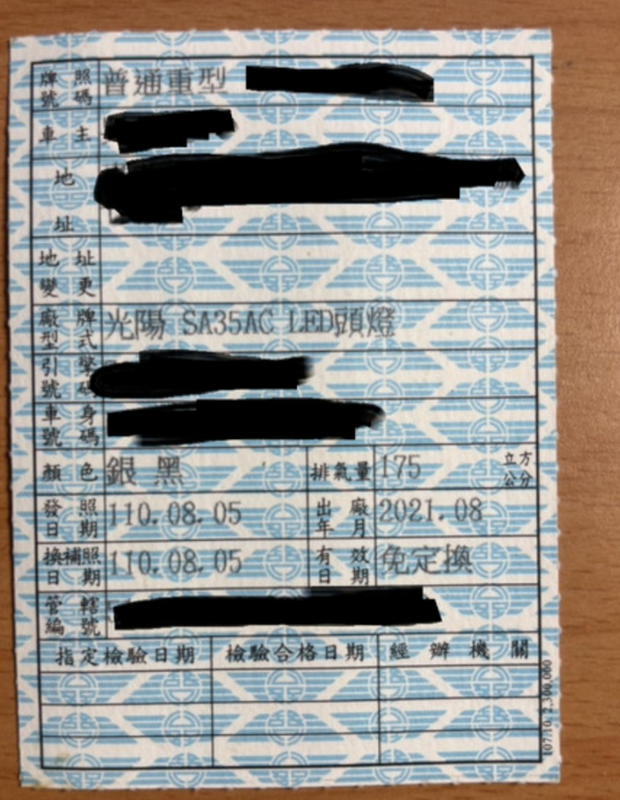 牌照號碼 普通重型
車主
地址
地址變更
廠牌型式 光陽 SA35AC LED頭燈
引擎號碼
車身號碼
顏色 銀黑 排氣量 175 立方公分
發照日期 110.08.05 出廠年月 2021.08
換補照日期 110.08.05 有效日期 免定換
管轄編號
指定檢驗日期 檢驗合格日期 經辦機關